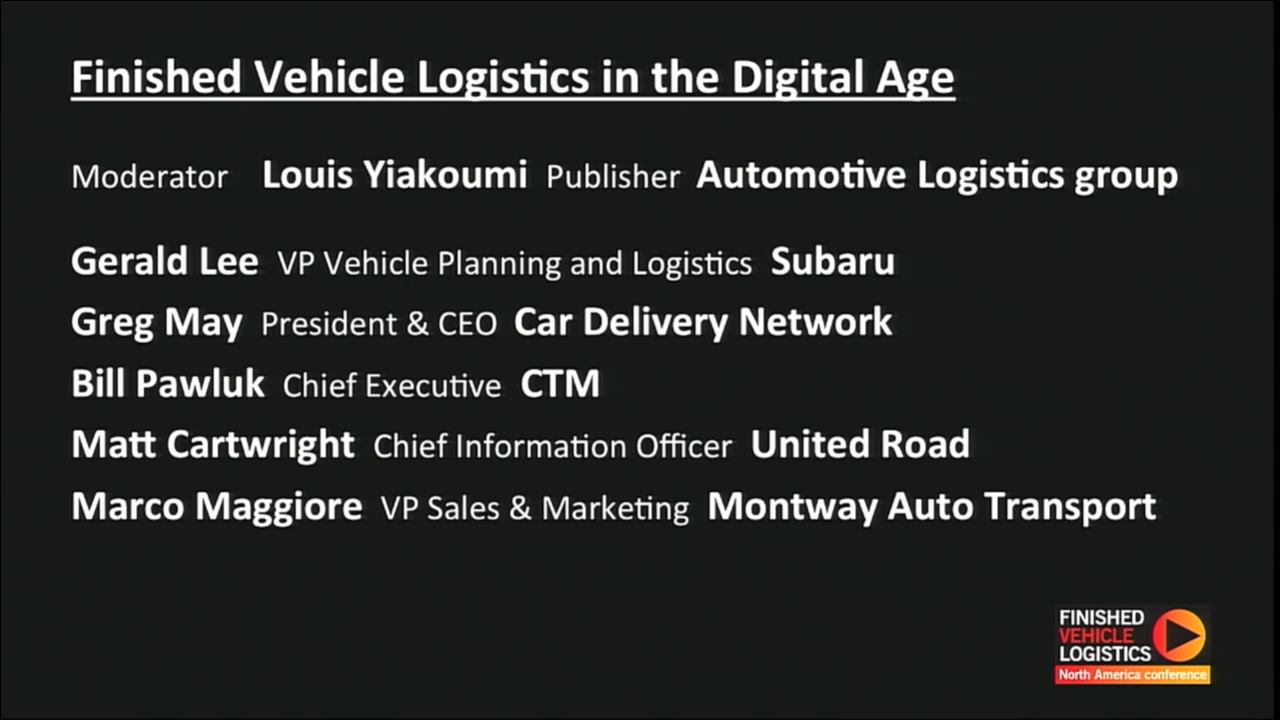 Finished Vehicle Logistics in the Digital Age
Moderator Louis Yiakoumi Publisher Automotive Logistics group
Gerald Lee VP Vehicle Planning and Logistics Subaru
Greg May President & CEO Car Delivery Network
Bill Pawluk Chief Executive CTM
Matt Cartwright Chief Information Officer United Road
Marco Maggiore VP Sales & Marketing Montway Auto Transport
FINISHED
VEHICLE
LOGISTICS
North America conference